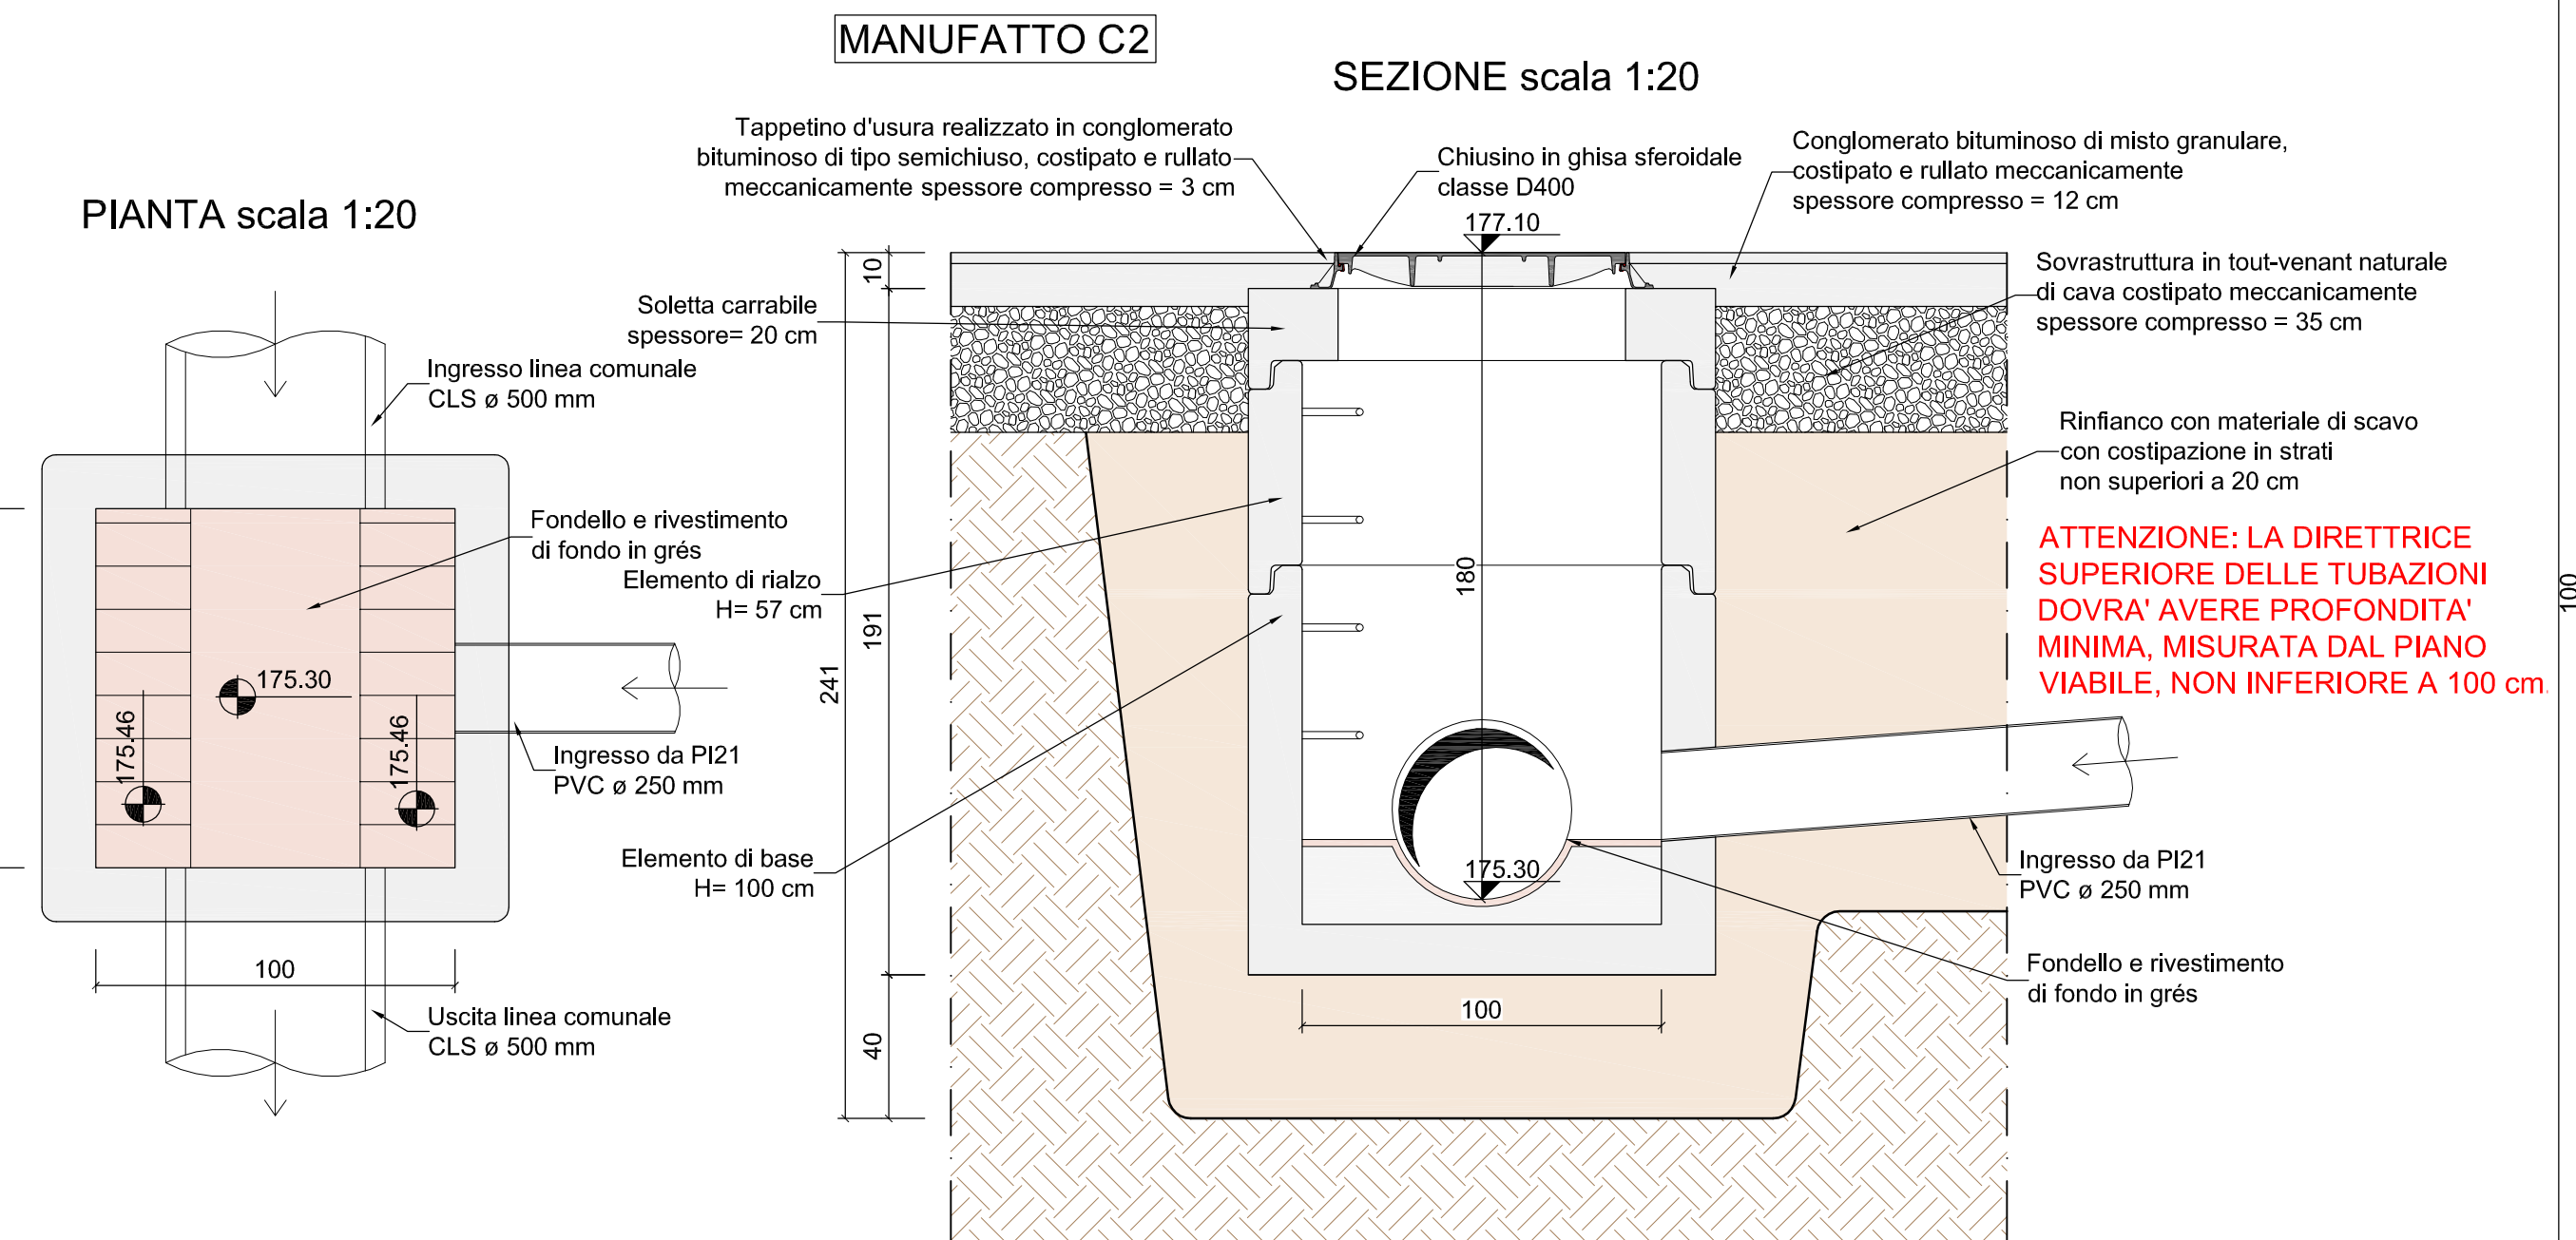 MANUFATTO C2
SEZIONE scala 1:20
PIANTA scala 1:20
Tappetino d'usura realizzato in conglomerato
bituminoso di tipo semichiuso, costipato e rullato
meccanicamente spessore compresso = 3 cm
Chiusino in ghisa sferoidale
classe D400
Conglomerato bituminoso di misto granulare,
costipato e rullato meccanicamente
spessore compresso = 12 cm
177.10
Sovrastruttura in tout-venant naturale
di cava costipato meccanicamente
spessore compresso = 35 cm
10
Soletta carrabile
spessore= 20 cm
Ingresso linea comunale
CLS ø 500 mm
Rinfianco con materiale di scavo
con costipazione in strati
non superiori a 20 cm
Fondello e rivestimento
di fondo in grés
Elemento di rialzo
H= 57 cm
ATTENZIONE: LA DIRETTRICE
SUPERIORE DELLE TUBAZIONI
DOVRA' AVERE PROFONDITA'
MINIMA, MISURATA DAL PIANO
VIABILE, NON INFERIORE A 100 cm.
100
180
191
241
175.30
175.46
175.46
Ingresso da PI21
PVC ø 250 mm
Elemento di base
H= 100 cm
175.30
Ingresso da PI21
PVC ø 250 mm
Fondello e rivestimento
di fondo in grés
100
100
40
Uscita linea comunale
CLS ø 500 mm